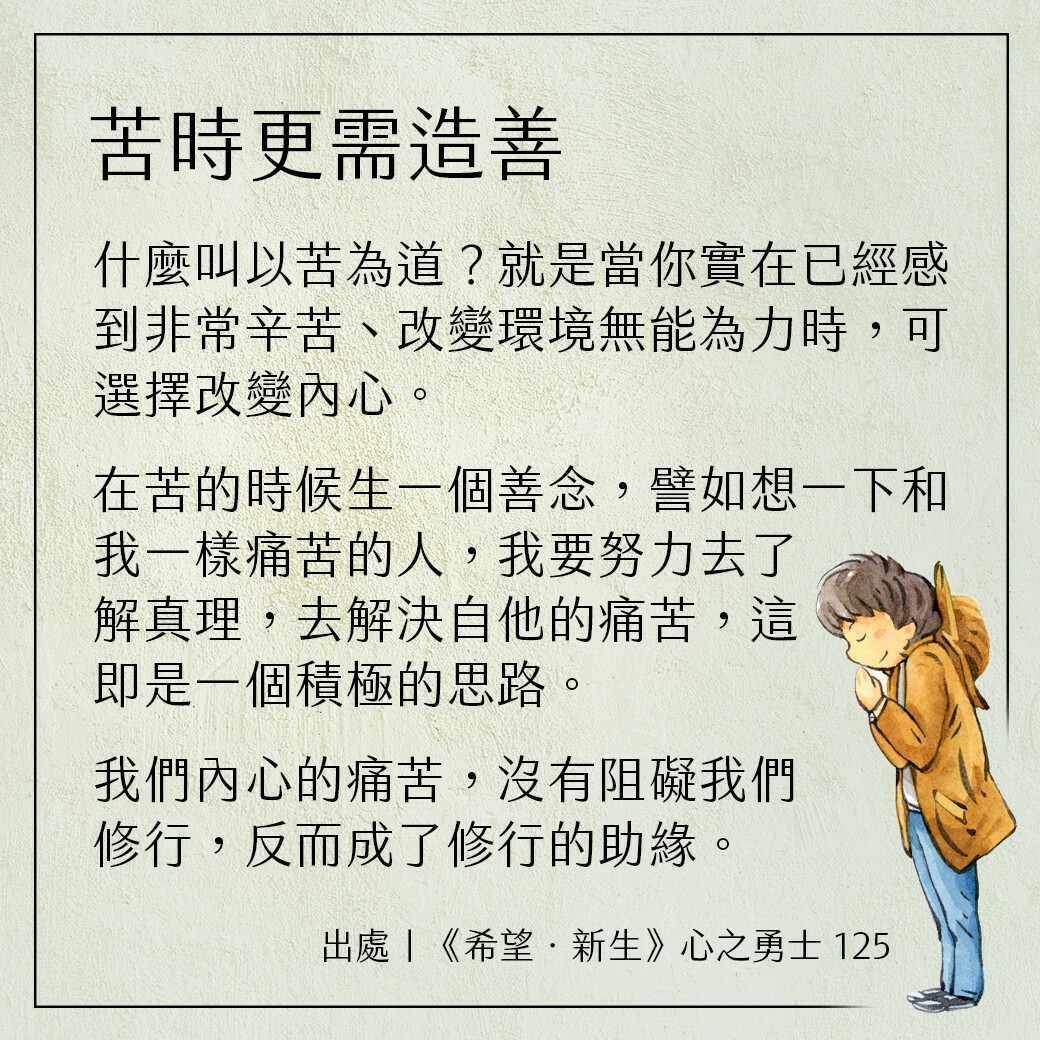 苦時更需造善
什麼叫以苦為道？就是當你實在已經感
到非常辛苦、改變環境無能為力時，可
選擇改變內心。
在苦的時候生一個善念，譬如想一下和
我一樣痛苦的人，我要努力去了
解真理，去解決自他的痛苦，這
即是一個積極的思路。
我們內心的痛苦，沒有阻礙我們
修行，反而成了修行的助緣。
出處 | 《希望．新生》心之勇士 125